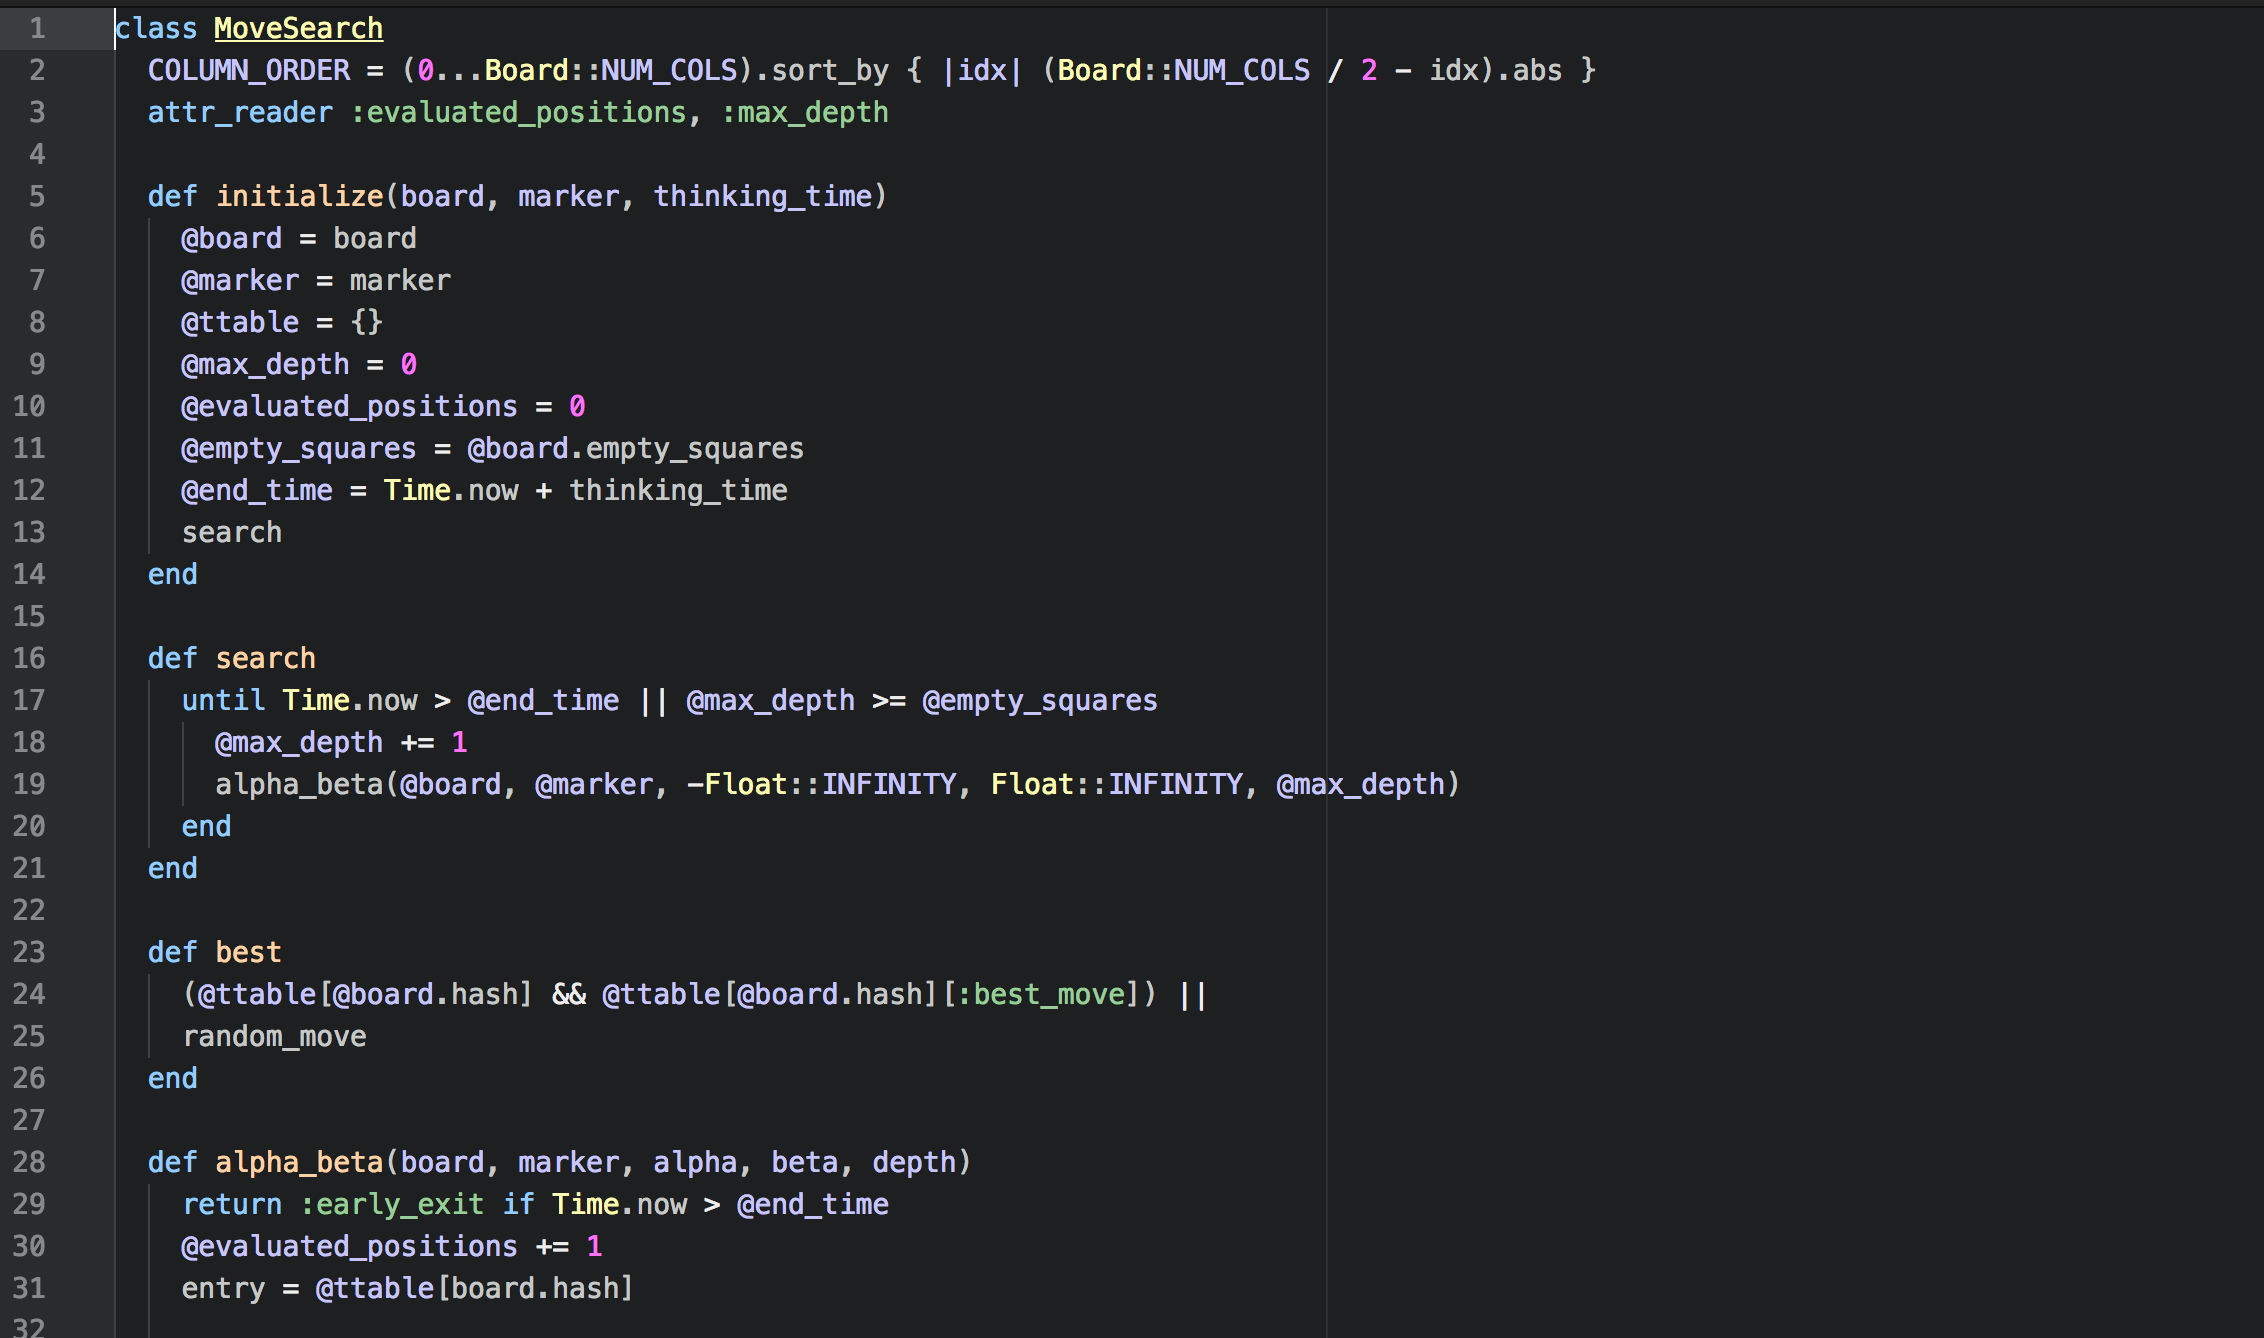 1 class MoveSearch
2 COLUMN_ORDER = (0...Board::NUM_COLS).sort_by { |idx| (Board::NUM_COLS / 2 - idx).abs }
3 attr_reader :evaluated_positions, :max_depth
4
5 def initialize(board, marker, thinking_time)
6 @board = board
7 @marker = marker
8 @ttable = {}
9 @max_depth = 0
10 @evaluated_positions = 0
11 @empty_squares = @board.empty_squares
12 @end_time = Time.now + thinking_time
13 search
14 end
15
16 def search
17 until Time.now > @end_time || @max_depth >= @empty_squares
18 @max_depth += 1
19 alpha_beta(@board, @marker, -Float::INFINITY, Float::INFINITY, @max_depth)
20 end
21 end
22
23 def best
24 (@ttable[@board.hash] && @ttable[@board.hash][:best_move]) ||
25 random_move
26 end
27
28 def alpha_beta(board, marker, alpha, beta, depth)
29 return :early_exit if Time.now > @end_time
30 @evaluated_positions += 1
31 entry = @ttable[board.hash]
32